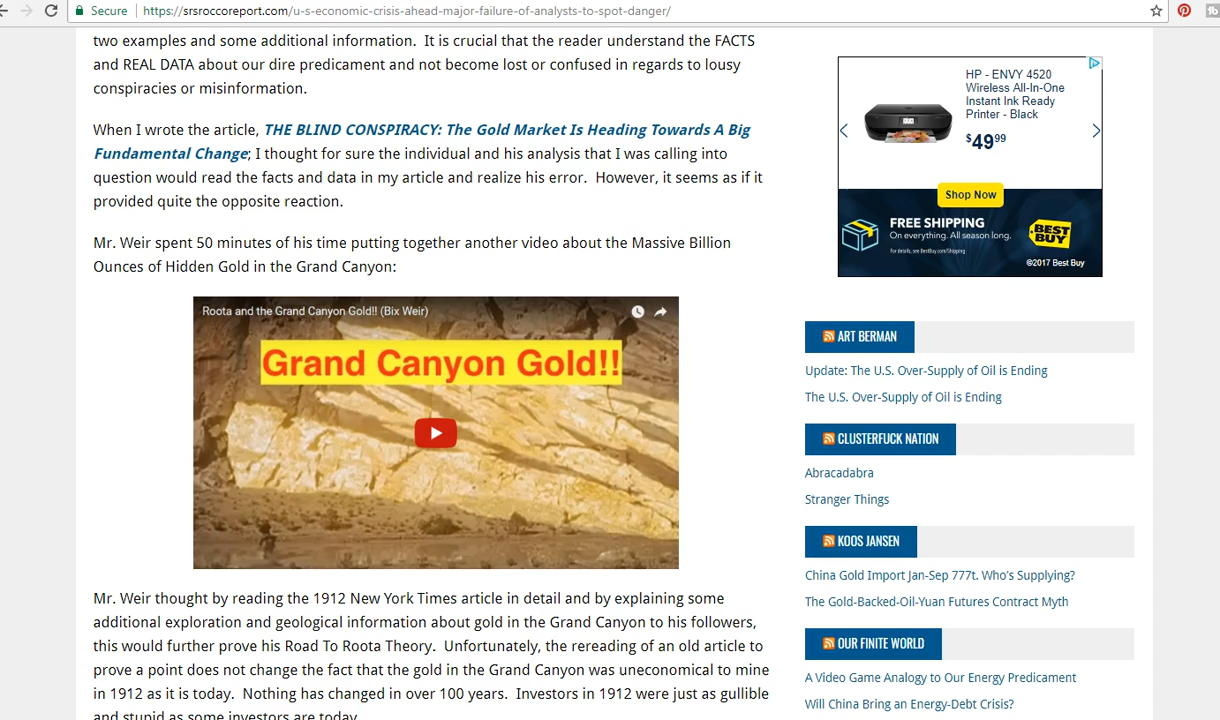 Secure
https://srsroccoreport.com/u-s-economic-crisis-ahead-major-failure-of-analysts-to-spot-danger/
two examples and some additional information.  It is crucial that the reader understand the FACTS
and REAL DATA about our dire predicament and not become lost or confused in regards to lousy
conspiracies or misinformation.
When I wrote the article, THE BLIND CONSPIRACY: The Gold Market Is Heading Towards A Big
Fundamental Change; I thought for sure the individual and his analysis that I was calling into
question would read the facts and data in my article and realize his error.  However, it seems as if it
provided quite the opposite reaction.
Mr. Weir spent 50 minutes of his time putting together another video about the Massive Billion
Ounces of Hidden Gold in the Grand Canyon:
Roota and the Grand Canyon Gold!! (Bix Weir)
Grand Canyon Gold!!
Mr. Weir thought by reading the 1912 New York Times article in detail and by explaining some
additional exploration and geological information about gold in the Grand Canyon to his followers,
this would further prove his Road To Roota Theory.  Unfortunately, the rereading of an old article to
prove a point does not change the fact that the gold in the Grand Canyon was uneconomical to mine
in 1912 as it is today.  Nothing has changed in over 100 years.  Investors in 1912 were just as gullible
and stupid as some investors are today.
HP - ENVY 4520
Wireless All-In-One
Instant Ink Ready
Printer - Black
$49.99
Shop Now
FREE SHIPPING
On everything. All season long.
For details, see BestBuy.com/Shipping
BEST BUY
©2017 Best Buy
ART BERMAN
Update: The U.S. Over-Supply of Oil is Ending
The U.S. Over-Supply of Oil is Ending
CLUSTERFUCK NATION
Abracadabra
Stranger Things
KOOS JANSEN
China Gold Import Jan-Sep 777t. Who's Supplying?
The Gold-Backed-Oil-Yuan Futures Contract Myth
OUR FINITE WORLD
A Video Game Analogy to Our Energy Predicament
Will China Bring an Energy-Debt Crisis?